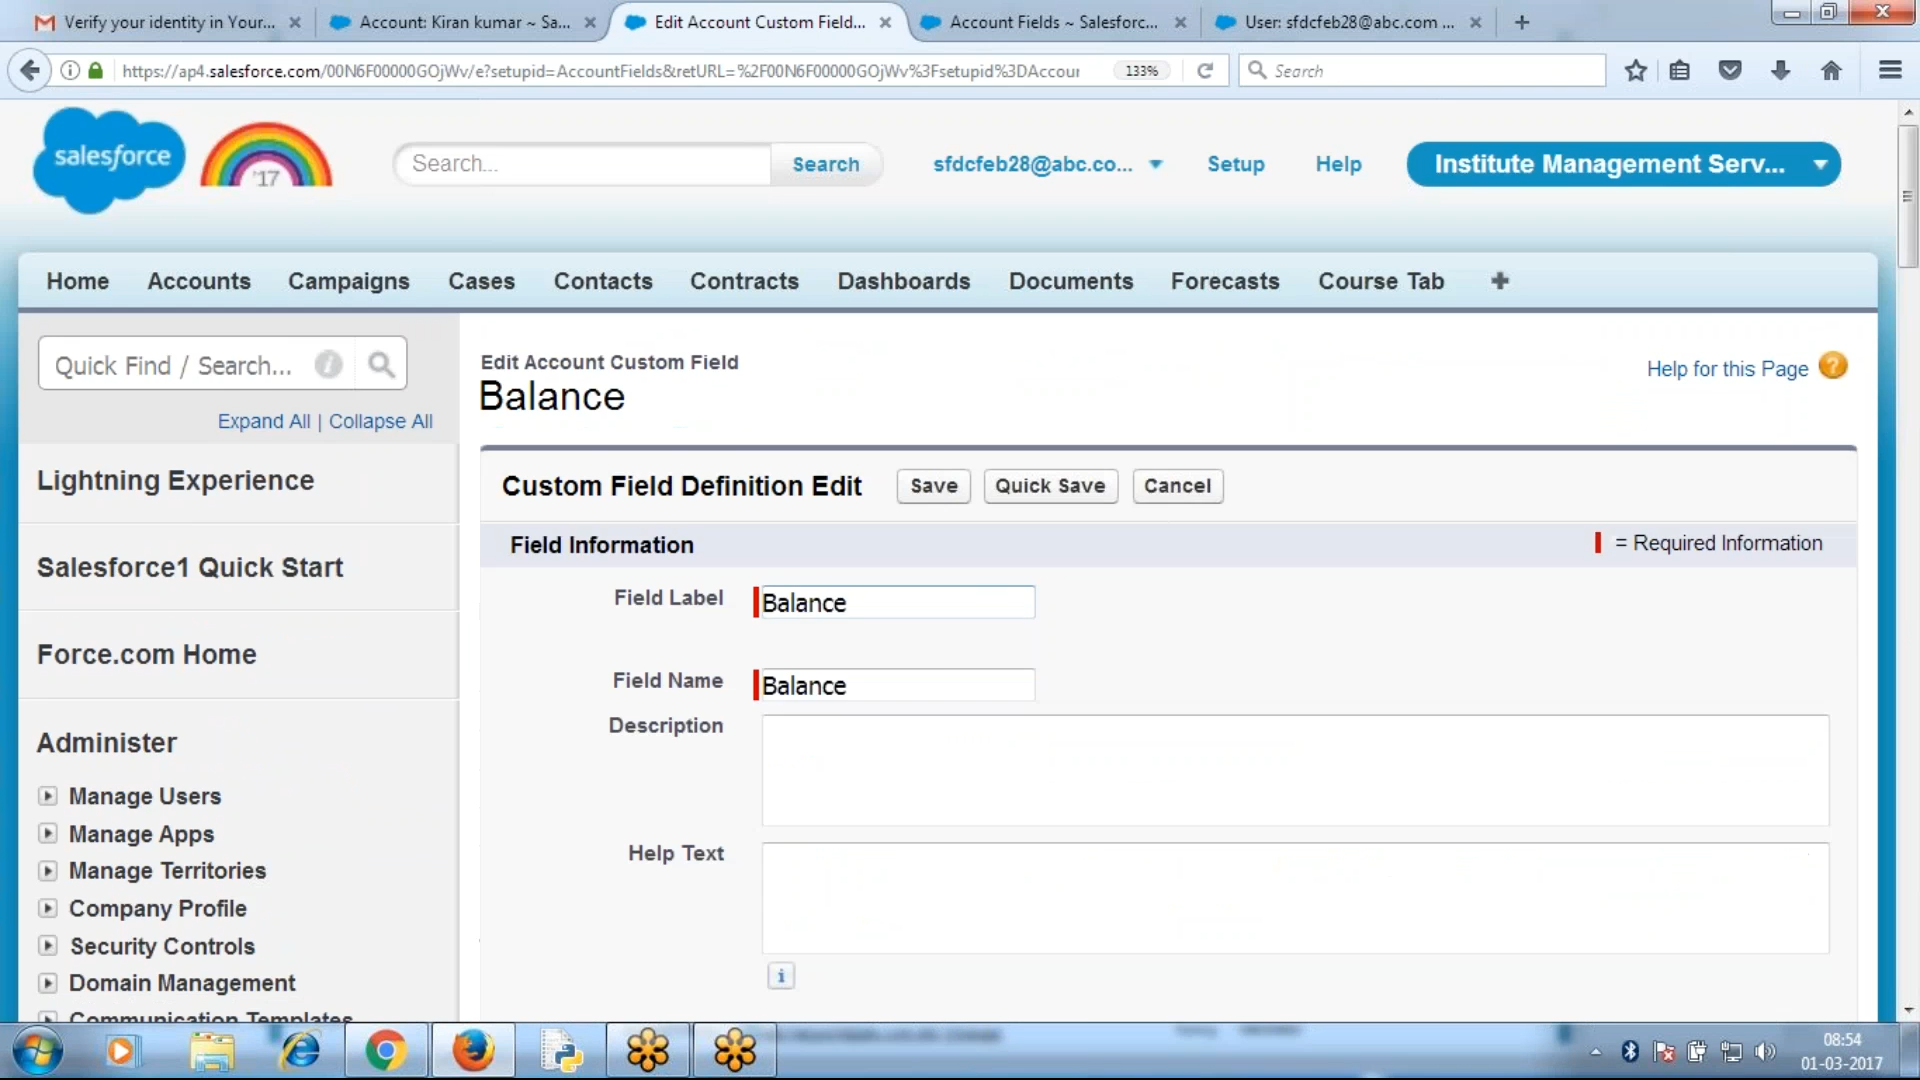 Verify your identity in Your...
Account: Kiran kumar ~ Sa...
Edit Account Custom Field...
Account Fields ~ Salesforc...
User: sfdcfeb28@abc.com ...
https://ap4.salesforce.com/00N6F00000GOjWv/e?setupid=AccountFields&retURL=%2F00N6F00000GOjWv%3Fsetupid%3DAccour
133%
Search
salesforce
'17
Search...
Search
sfdcfeb28@abc.co...
Setup
Help
Institute Management Serv...
Home
Accounts
Campaigns
Cases
Contacts
Contracts
Dashboards
Documents
Forecasts
Course Tab
Quick Find / Search...
Expand All | Collapse All
Lightning Experience
Salesforce1 Quick Start
Force.com Home
Administer
Manage Users
Manage Apps
Manage Territories
Company Profile
Security Controls
Domain Management
Communication Templates
Edit Account Custom Field
Balance
Help for this Page
Custom Field Definition Edit
Save
Quick Save
Cancel
Field Information
= Required Information
Field Label
Balance
Field Name
Balance
Description
Help Text
08:54
01-03-2017